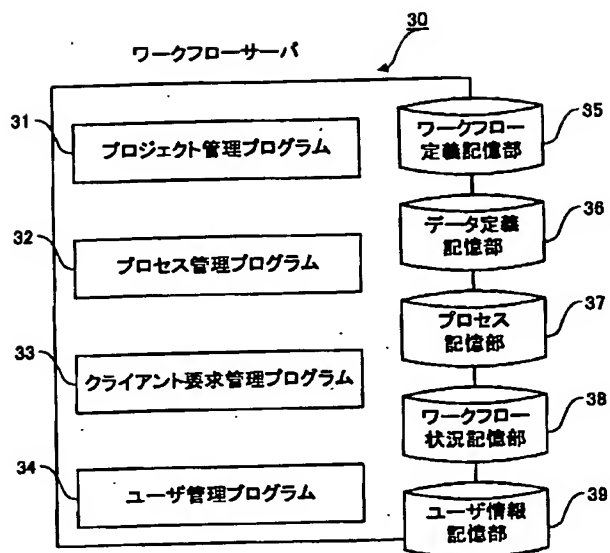 30
ワークフローサーバ
31
プロジェクト管理プログラム
32
プロセス管理プログラム
33
クライアント要求管理プログラム
34
ユーザ管理プログラム
ワークフロー
定義記憶部
35
データ定義
記憶部
36
プロセス
記憶部
37
ワークフロー
状況記憶部
38
ユーザ情報
記憶部
39